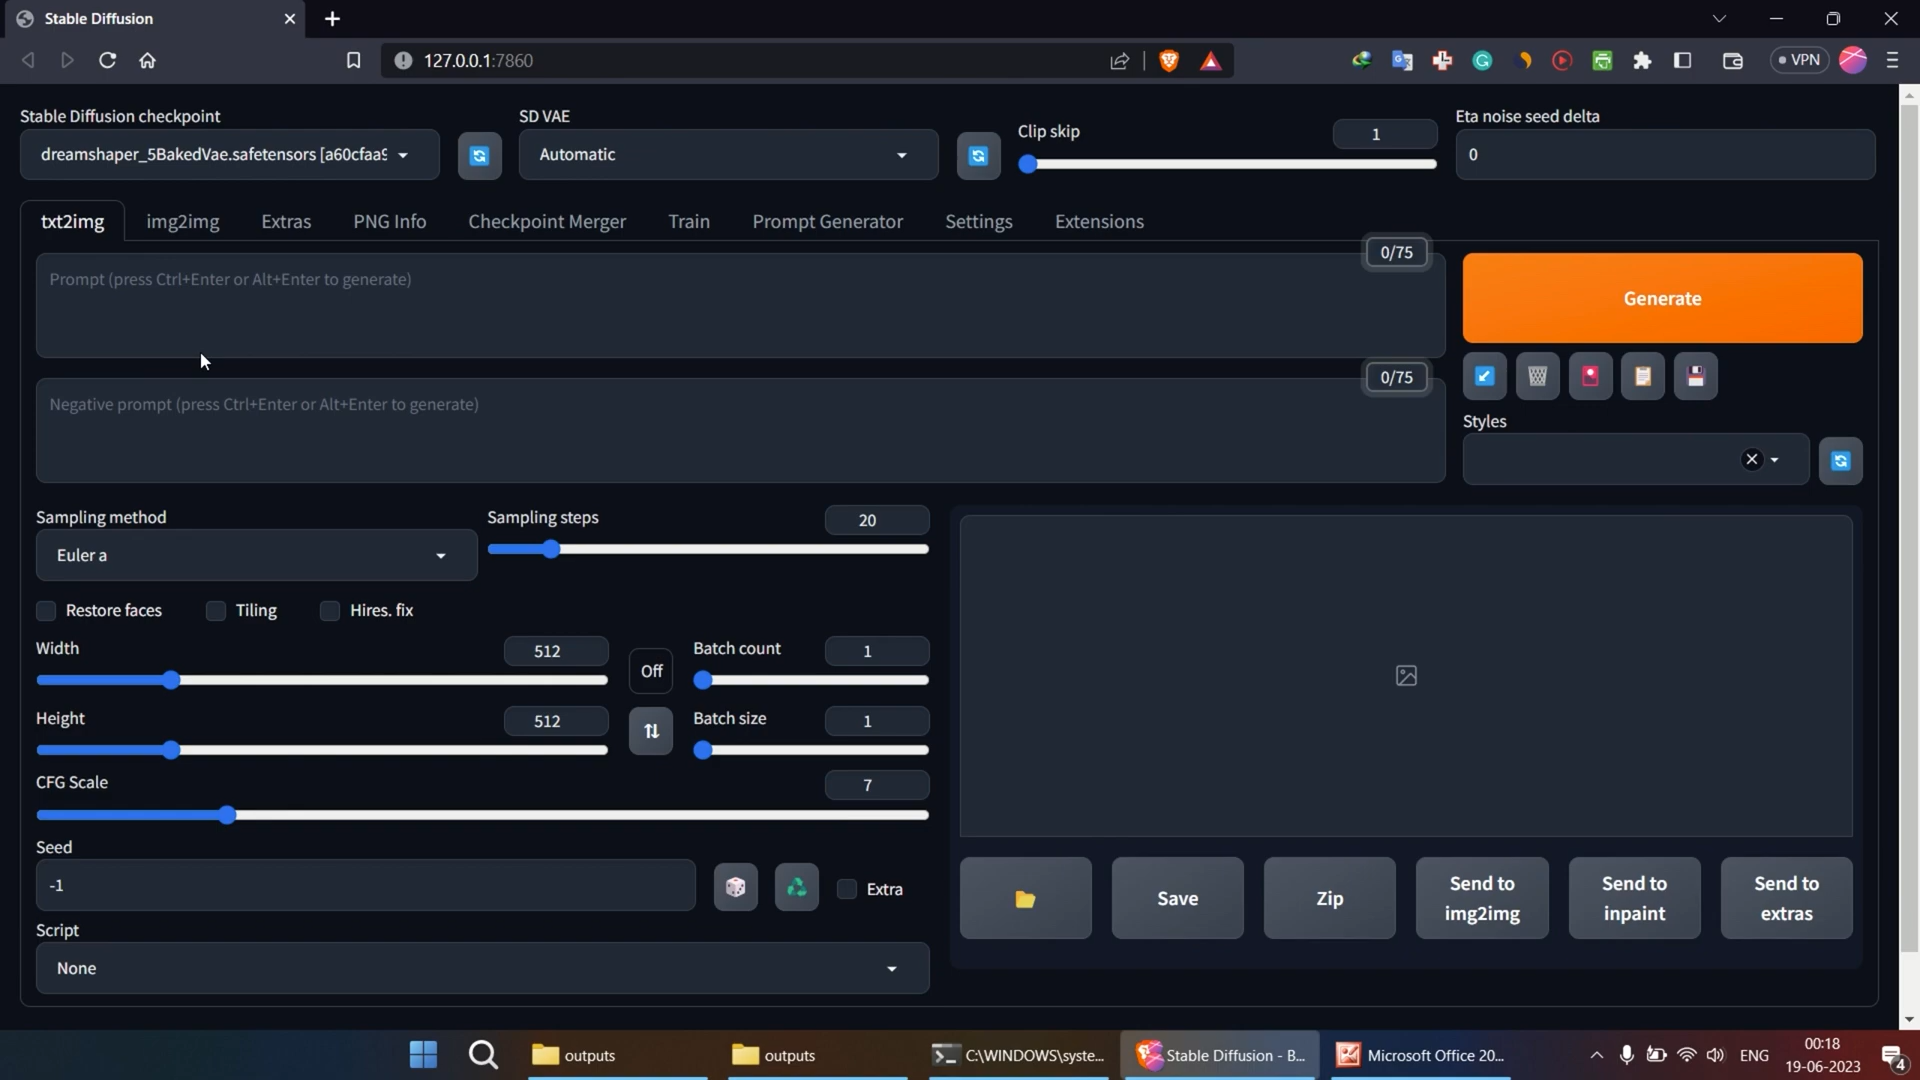 Stable Diffusion
127.0.0.1:7860
VPN
Stable Diffusion checkpoint
SD VAE
Clip skip
1
Eta noise seed delta
dreamshaper_5BakedVae.safetensors [a60cfaa9
Automatic
0
txt2img
img2img
Extras
PNG Info
Checkpoint Merger
Train
Prompt Generator
Settings
Extensions
0/75
Prompt (press Ctrl+Enter or Alt+Enter to generate)
Generate
0/75
Negative prompt (press Ctrl+Enter or Alt+Enter to generate)
Styles
Sampling method
Sampling steps
20
Euler a
Restore faces
Tiling
Hires. fix
Width
512
Off
Batch count
1
Height
512
Batch size
1
CFG Scale
7
Seed
-1
Extra
Save
Zip
Send to
img2img
Send to
inpaint
Send to
extras
Script
None
outputs
outputs
C:\WINDOWS\syste...
Stable Diffusion - B...
Microsoft Office 20...
ENG
00:18
19-06-2023
4